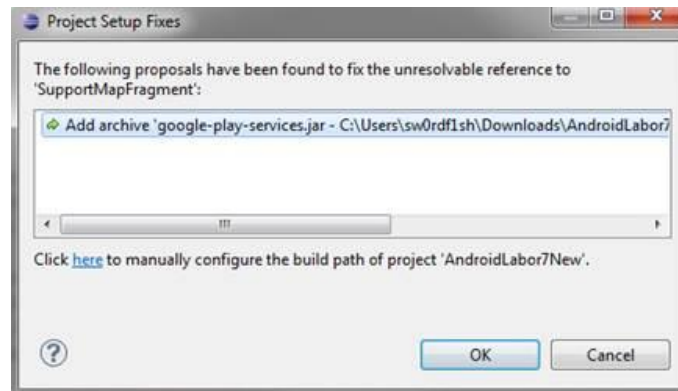 Project Setup Fixes
The following proposals have been found to fix the unresolvable reference to
'SupportMapFragment':
Add archive 'google-play-services.jar - C:\Users\sw0rdf1sh\Downloads\AndroidLabor7
Click here to manually configure the build path of project 'AndroidLabor7New'.
OK Cancel